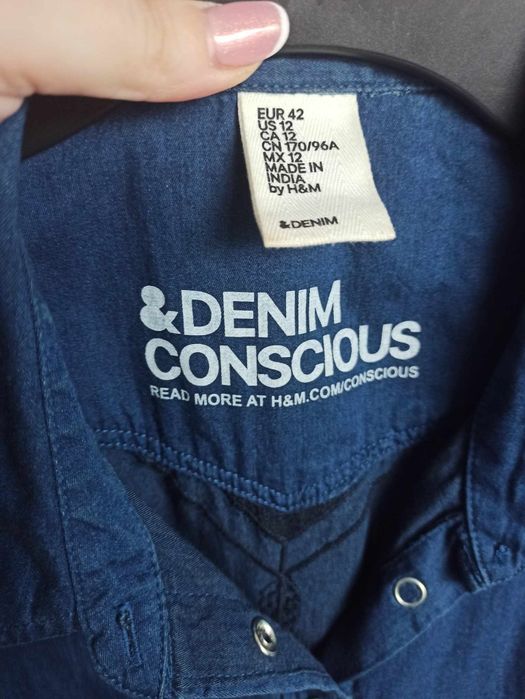 EUR 42
US 12
CA 12
CN 170/96A
MX 12
MADE IN
INDIA
by H&M
&DENIM
&DENIM
CONSCIOUS
READ MORE AT H&M.COM/CONSCIOUS